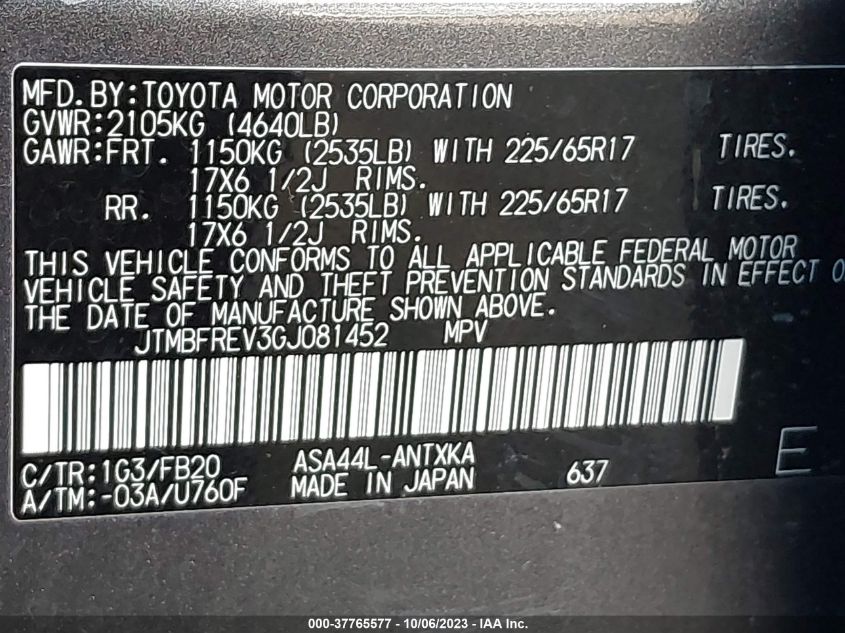 MFD.BY:TOYOTA MOTOR CORPORATION
GVWR:2105KG (4640LB)
GAWR:FRT. 1150KG (2535LB) WITH 225/65R17 TIRES.
17X6 1/2J RIMS.
RR. 1150KG (2535LB) WITH 225/65R17 TIRES.
17X6 1/2J RIMS.
THIS VEHICLE CONFORMS TO ALL APPLICABLE FEDERAL MOTOR
VEHICLE SAFETY AND THEFT PREVENTION STANDARDS IN EFFECT O
THE DATE OF MANUFACTURE SHOWN ABOVE.
JTMBFREV3GJ081452 MPV
C/TR:1G3/FB20 ASA44L-ANTXKA
A/TM:-03A/U760F MADE IN JAPAN 637 E
000-37765577 - 10/06/2023 - IAA Inc.